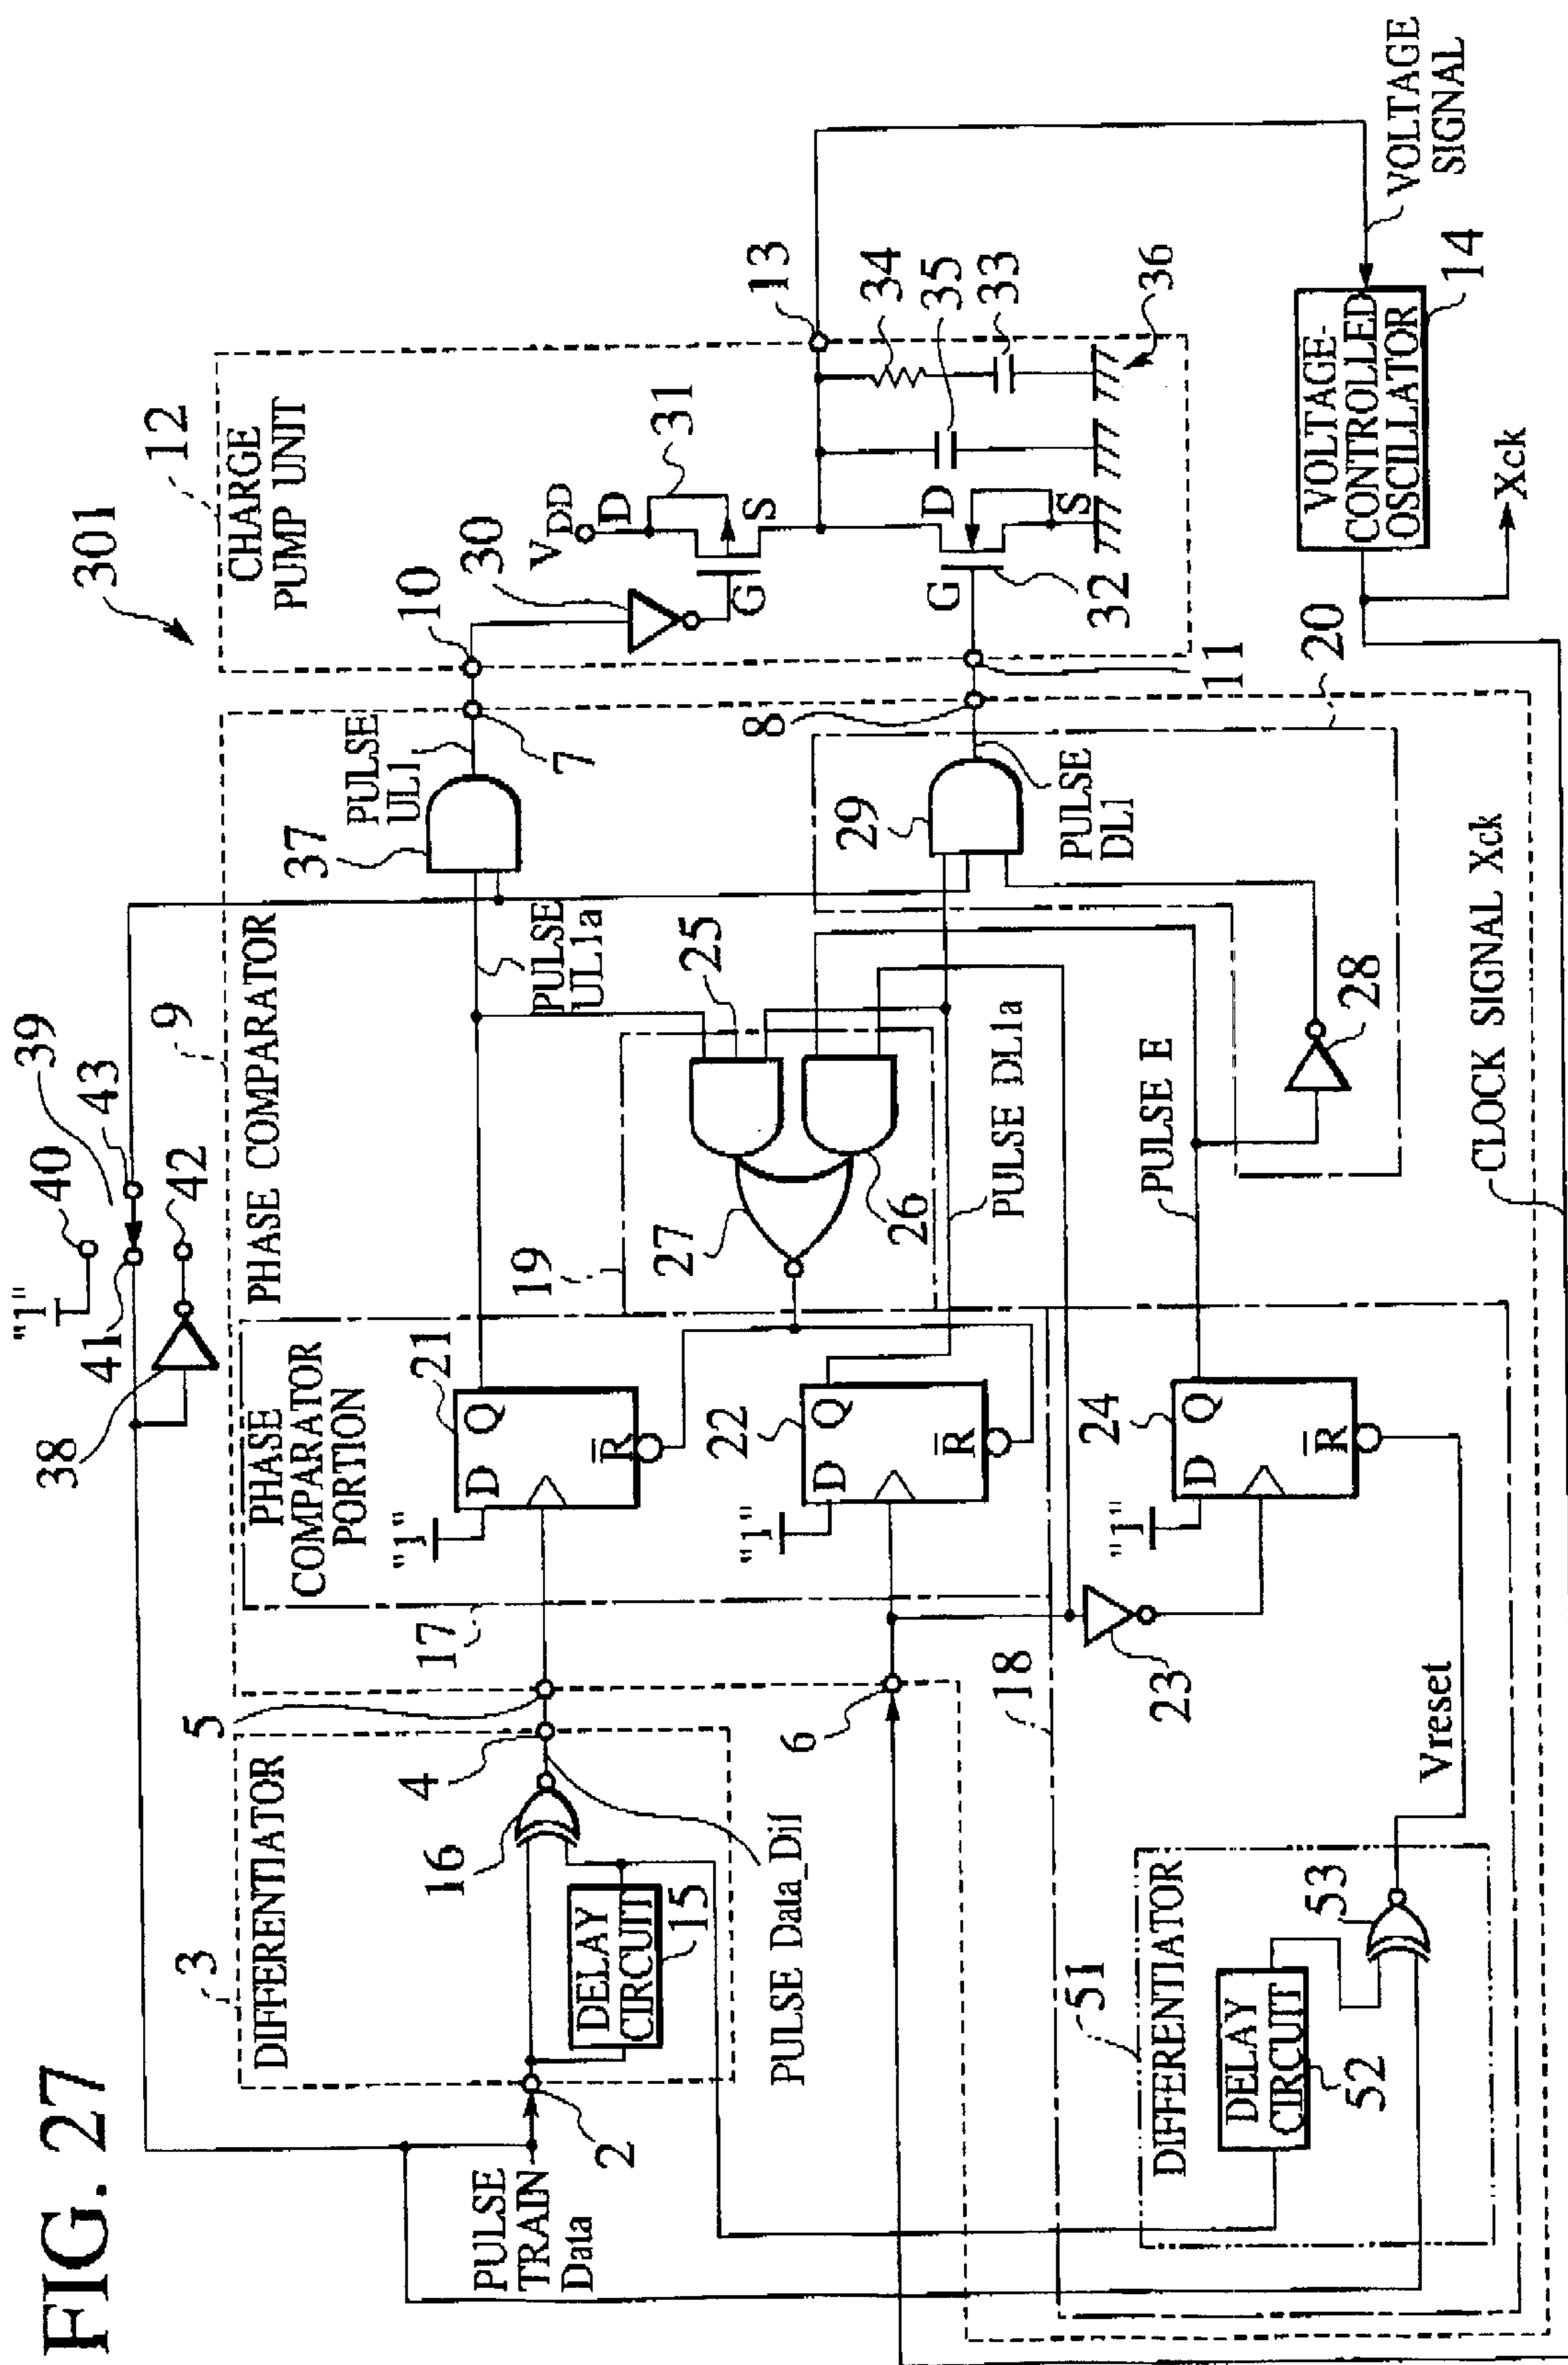 FIG. 27
301
PULSE
TRAIN
Data
2
3
DIFFERENTIATOR
DELAY
CIRCUIT
15
16
4
5
PULSE Data_Dif
6
38
39
"1"
40
41
42
43
9
PHASE COMPARATOR
17
PHASE
COMPARATOR
PORTION
"1"
D
Q
R
21
"1"
D
Q
R
22
"1"
D
Q
R
24
18
23
Vreset
51
DIFFERENTIATOR
DELAY
CIRCUIT
52
53
19
25
26
27
PULSE
UL1a
PULSE DL1a
PULSE E
28
20
37
PULSE
UL1
7
29
PULSE
DL1
8
10
11
12
CHARGE
PUMP UNIT
30
VDD
D
31
G
S
G
D
S
32
13
34
35
33
36
VOLTAGE-
CONTROLLED
OSCILLATOR
14
VOLTAGE
SIGNAL
Xck
CLOCK SIGNAL Xck